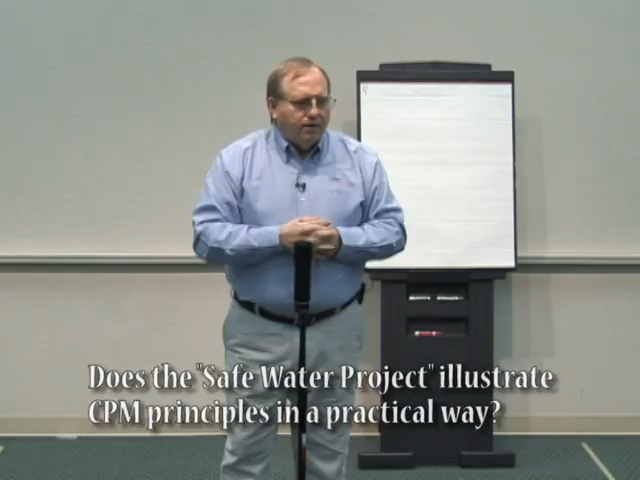 Does the "Safe Water Project" illustrate
CPM principles in a practical way?